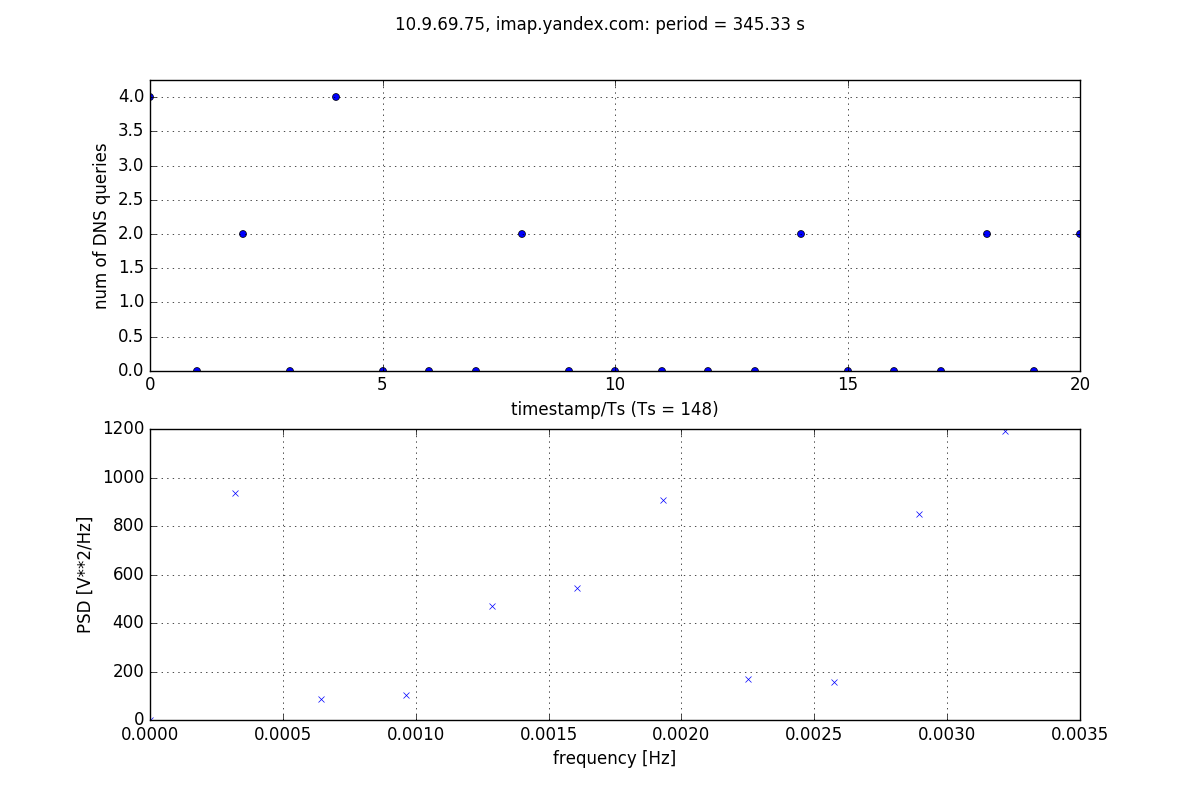 10.9.69.75, imap.yandex.com: period = 345.33 s
num of DNS queries
4.0
3.5
3.0
2.5
2.0
1.5
1.0
0.5
0.0
0 5 10 15 20
timestamp/Ts (Ts = 148)
PSD [V**2/Hz]
1200
1000
800
600
400
200
0
0.0000 0.0005 0.0010 0.0015 0.0020 0.0025 0.0030 0.0035
frequency [Hz]